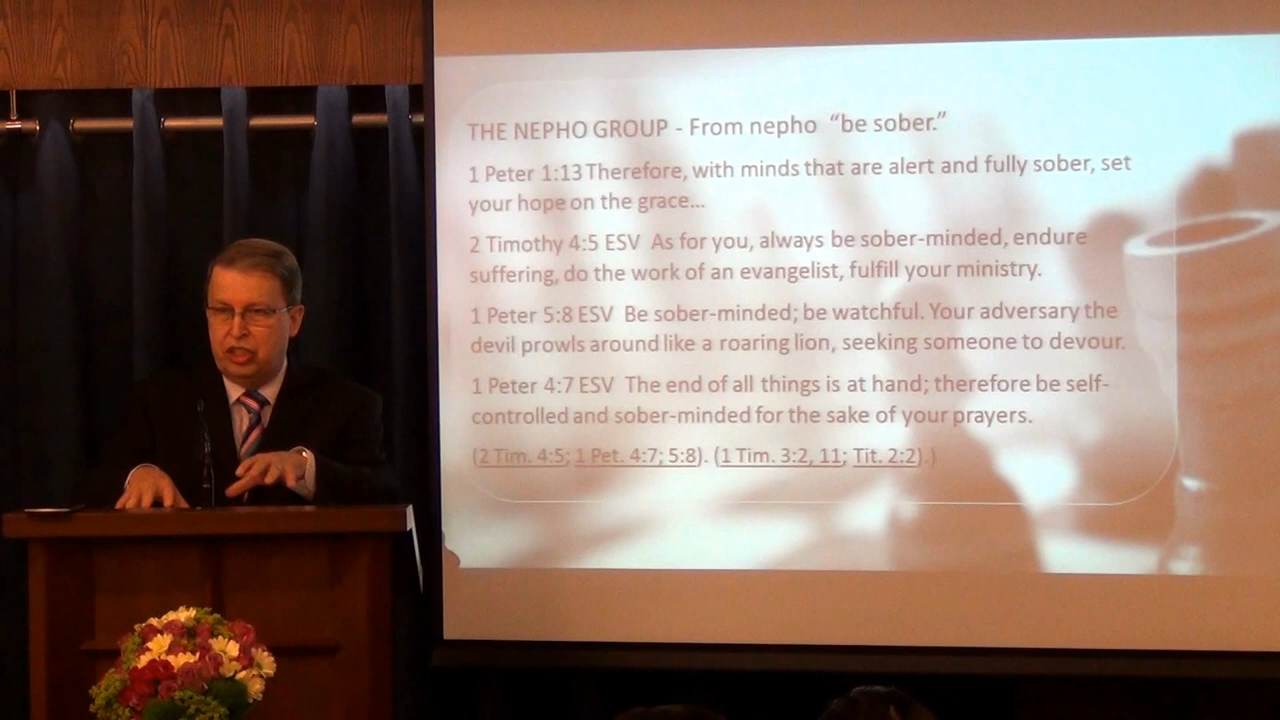 THE NEPHO GROUP - From nepho "be sober."
1 Peter 1:13 Therefore, with minds that are alert and fully sober, set
your hope on the grace...
2 Timothy 4:5 ESV As for you, always be sober-minded, endure
suffering, do the work of an evangelist, fulfill your ministry.
1 Peter 5:8 ESV Be sober-minded; be watchful. Your adversary the
devil prowls around like a roaring lion, seeking someone to devour.
1 Peter 4:7 ESV The end of all things is at hand; therefore be self-
controlled and sober-minded for the sake of your prayers.
(2 Tim. 4:5; 1 Pet. 4:7; 5:8). (1 Tim. 3:2, 11; Tit. 2:2).)